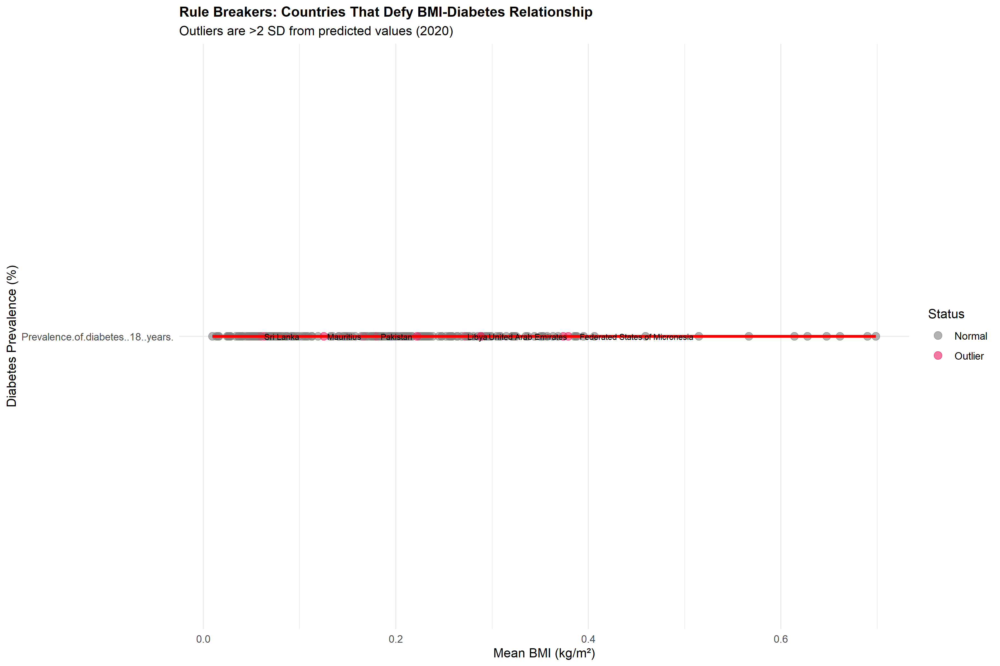 Rule Breakers: Countries That Defy BMI-Diabetes Relationship
Outliers are >2 SD from predicted values (2020)
Diabetes Prevalence (%)
Prevalence.of.diabetes..18..years.
Sri Lanka
Mauritius
Pakistan
Libya
United Arab Emirates
Federated States of Micronesia
Status
Normal
Outlier
0.0
0.2
0.4
0.6
Mean BMI (kg/m²)